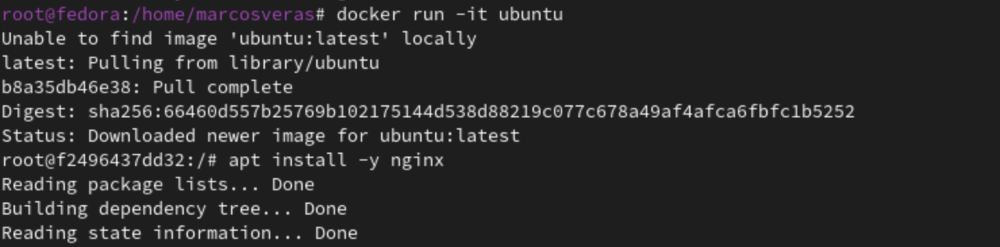 root@fedora:/home/marcosveras# docker run -it ubuntu
Unable to find image 'ubuntu:latest' locally
latest: Pulling from library/ubuntu
b8a35db46e38: Pull complete
Digest: sha256:66460d557b25769b102175144d538d88219c077c678a49af4afca6fbfc1b5252
Status: Downloaded newer image for ubuntu:latest
root@f2496437dd32:/# apt install -y nginx
Reading package lists... Done
Building dependency tree... Done
Reading state information... Done